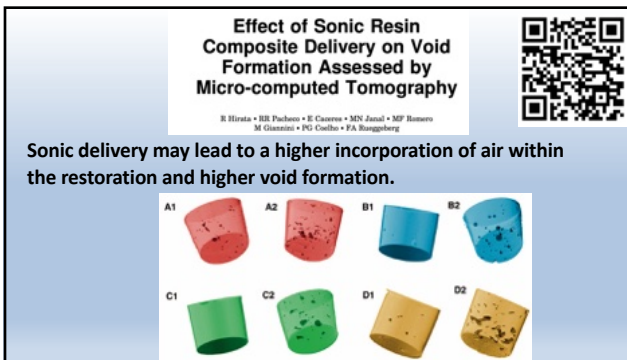 Effect of Sonic Resin
Composite Delivery on Void
Formation Assessed by
Micro-computed Tomography
R Hirata • RR Pacheco • E Caceres • MN Janal • MF Romero
M Giannini • PG Coelho • FA Rueggeberg
Sonic delivery may lead to a higher incorporation of air within
the restoration and higher void formation.
A1 A2 B1 B2
C1 C2 D1 D2